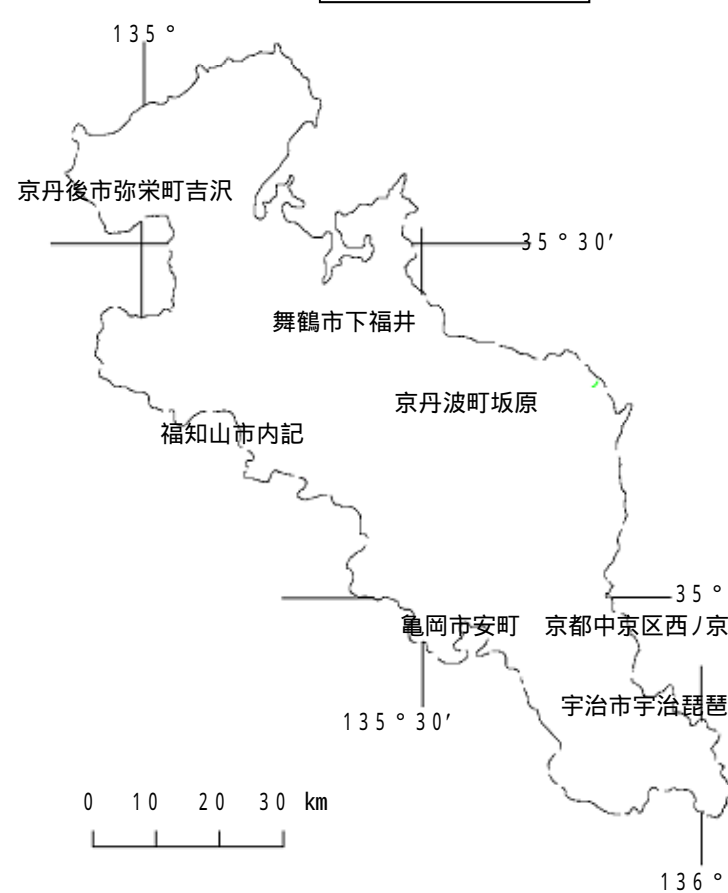 135°
京丹後市弥栄町吉沢
35°30′
舞鶴市下福井
京丹波町坂原
福知山市内記
35°
亀岡市安町
京都中京区西ノ京
宇治市宇治琵琶
135°30′
0 10 20 30 km
136°